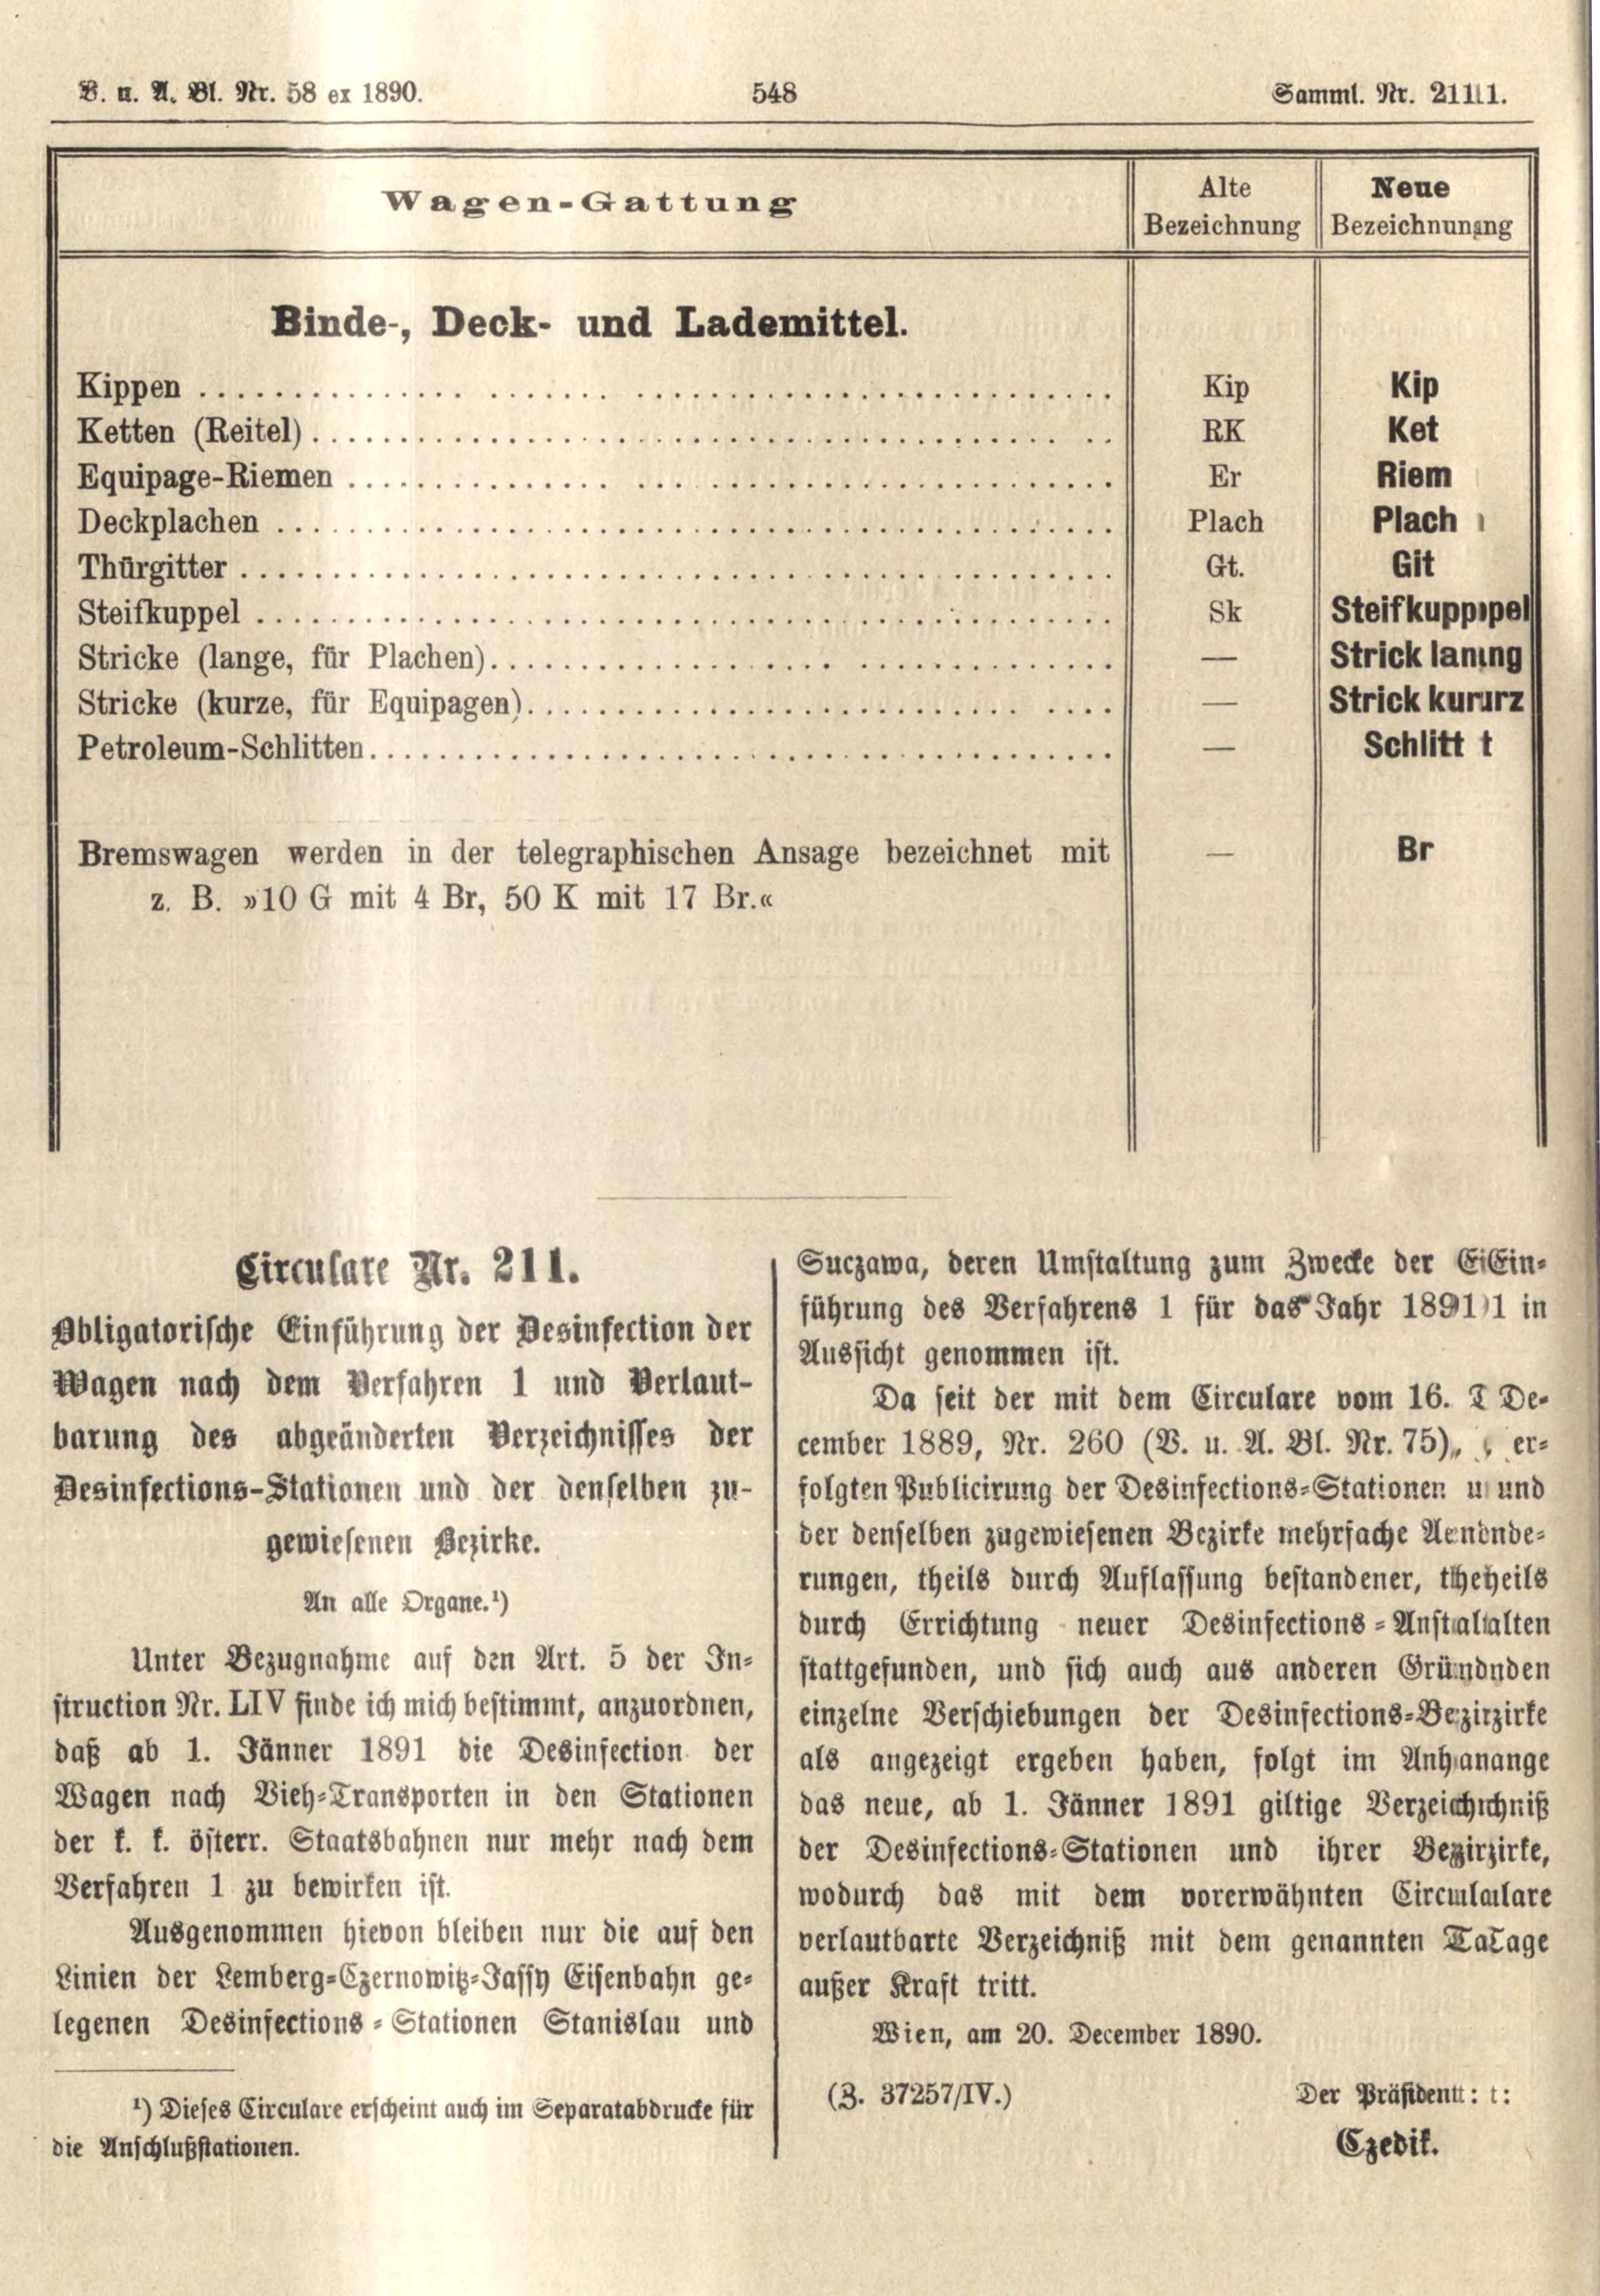 V. u. A. Bl. Nr. 58 ex 1890.
548
Samml. Nr. 211.
Wagen-Gattung
Alte Bezeichnung
Neue Bezeichnung
Binde-, Deck- und Lademittel.
Kippen Kip Kip
Ketten (Reitel) RK Ket
Equipage-Riemen Er Riem
Deckplachen Plach Plach
Thürgitter Gt. Git
Steifkuppel Sk Steifkuppel
Stricke (lange, für Plachen) — Strick lang
Stricke (kurze, für Equipagen) — Strick kurz
Petroleum-Schlitten — Schlitt
Bremswagen werden in der telegraphischen Ansage bezeichnet mit — Br
z. B. »10 G mit 4 Br, 50 K mit 17 Br.«
Circulare Nr. 211.
Obligatorische Einführung der Desinfection der
Wagen nach dem Verfahren 1 und Verlaut-
barung des abgeänderten Verzeichnisses der
Desinfections-Stationen und der denselben zu-
gewiesenen Bezirke.
An alle Organe.¹)
Unter Bezugnahme auf den Art. 5 der In-
struction Nr. LIV finde ich mich bestimmt, anzuordnen,
daß ab 1. Jänner 1891 die Desinfection der
Wagen nach Vieh-Transporten in den Stationen
der k. k. österr. Staatsbahnen nur mehr nach dem
Verfahren 1 zu bewirken ist.
Ausgenommen hievon bleiben nur die auf den
Linien der Lemberg-Czernowitz-Jassy Eisenbahn ge-
legenen Desinfections-Stationen Stanislau und
¹) Dieses Circulare erscheint auch im Separatabdrucke für
die Anschlußstationen.
Suczawa, deren Umstaltung zum Zwecke der Ein-
führung des Verfahrens 1 für das Jahr 1891 in
Aussicht genommen ist.
Da seit der mit dem Circulare vom 16. De-
cember 1889, Nr. 260 (V. u. A. Bl. Nr. 75), er-
folgten Publicirung der Desinfections-Stationen und
der denselben zugewiesenen Bezirke mehrfache Aende-
rungen, theils durch Auflassung bestandener, theils
durch Errichtung neuer Desinfections-Anstalten
stattgefunden, und sich auch aus anderen Gründen
einzelne Verschiebungen der Desinfections-Bezirke
als angezeigt ergeben haben, folgt im Anhange
das neue, ab 1. Jänner 1891 giltige Verzeichniß
der Desinfections-Stationen und ihrer Bezirke,
wodurch das mit dem vorerwähnten Circulare
verlautbarte Verzeichniß mit dem genannten Tage
außer Kraft tritt.
Wien, am 20. December 1890.
(Z. 37257/IV.)
Der Präsident:
Czedik.